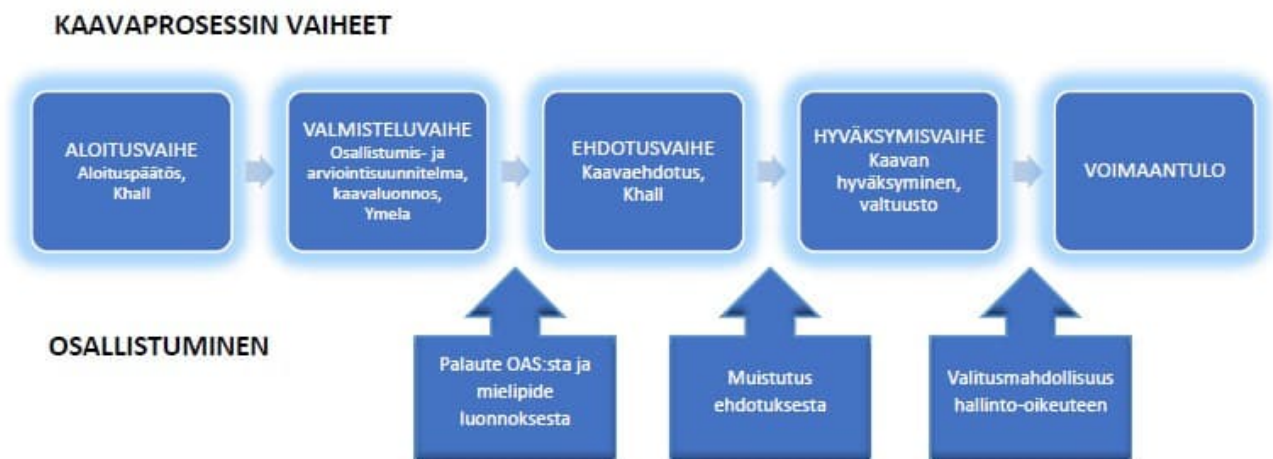 KAAVAPROSESSIN VAIHEET
ALOITUSVAIHE
Aloituspäätös,
Khall
VALMISTELUVAIHE
Osallistumis- ja
arviointisuunnitelma,
kaavaluonnos,
Ymela
EHDOTUSVAIHE
Kaavaehdotus,
Khall
HYVÄKSYMISVAIHE
Kaavan
hyväksyminen,
valtuusto
VOIMAANTULO
OSALLISTUMINEN
Palaute OAS:sta ja
mielipide
luonnoksesta
Muistutus
ehdotuksesta
Valitusmahdollisuus
hallinto-oikeuteen